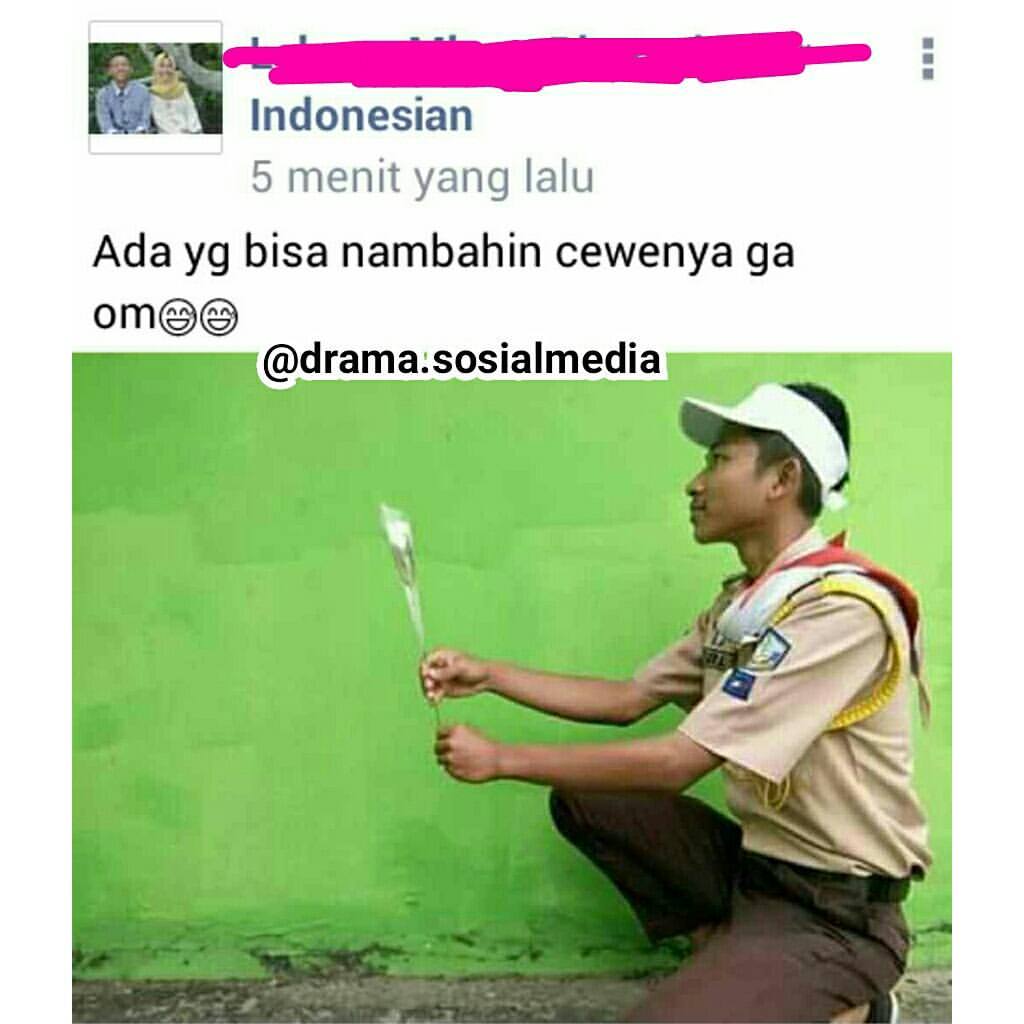 Indonesian
5 menit yang lalu
Ada yg bisa nambahin cewenya ga
om😅😅
@drama.sosialmedia